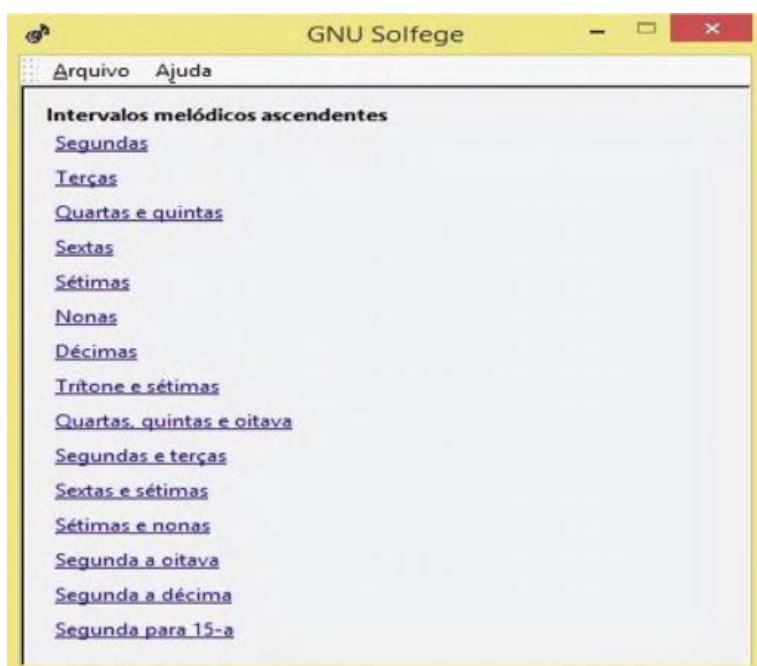 GNU Solfege
Arquivo Ajuda
Intervalos melódicos ascendentes
Segundas
Terças
Quartas e quintas
Sextas
Sétimas
Nonas
Décimas
Trítone e sétimas
Quartas, quintas e oitava
Segundas e terças
Sextas e sétimas
Sétimas e nonas
Segunda a oitava
Segunda a décima
Segunda para 15-a